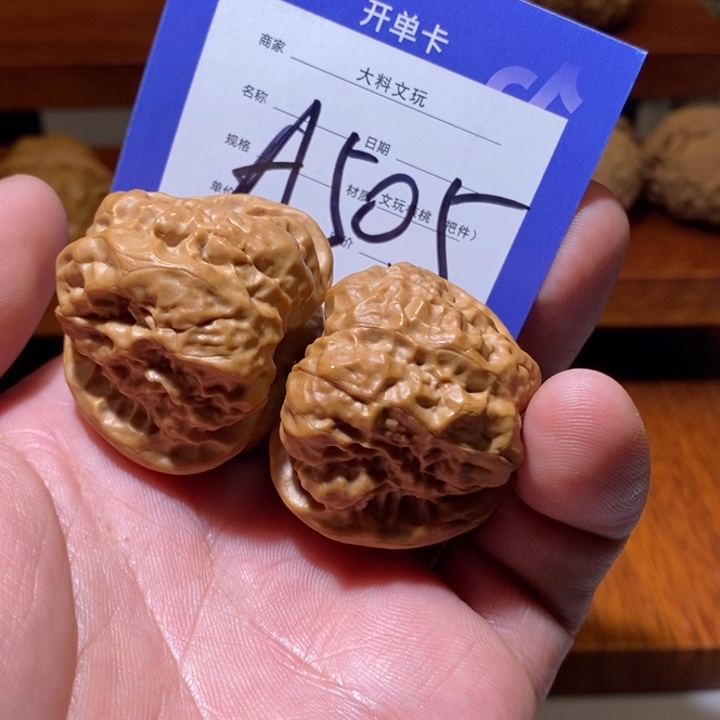 开单卡
商家 大料文玩
名称 日期
规格 材质 文玩核桃（把件）
单价
A505